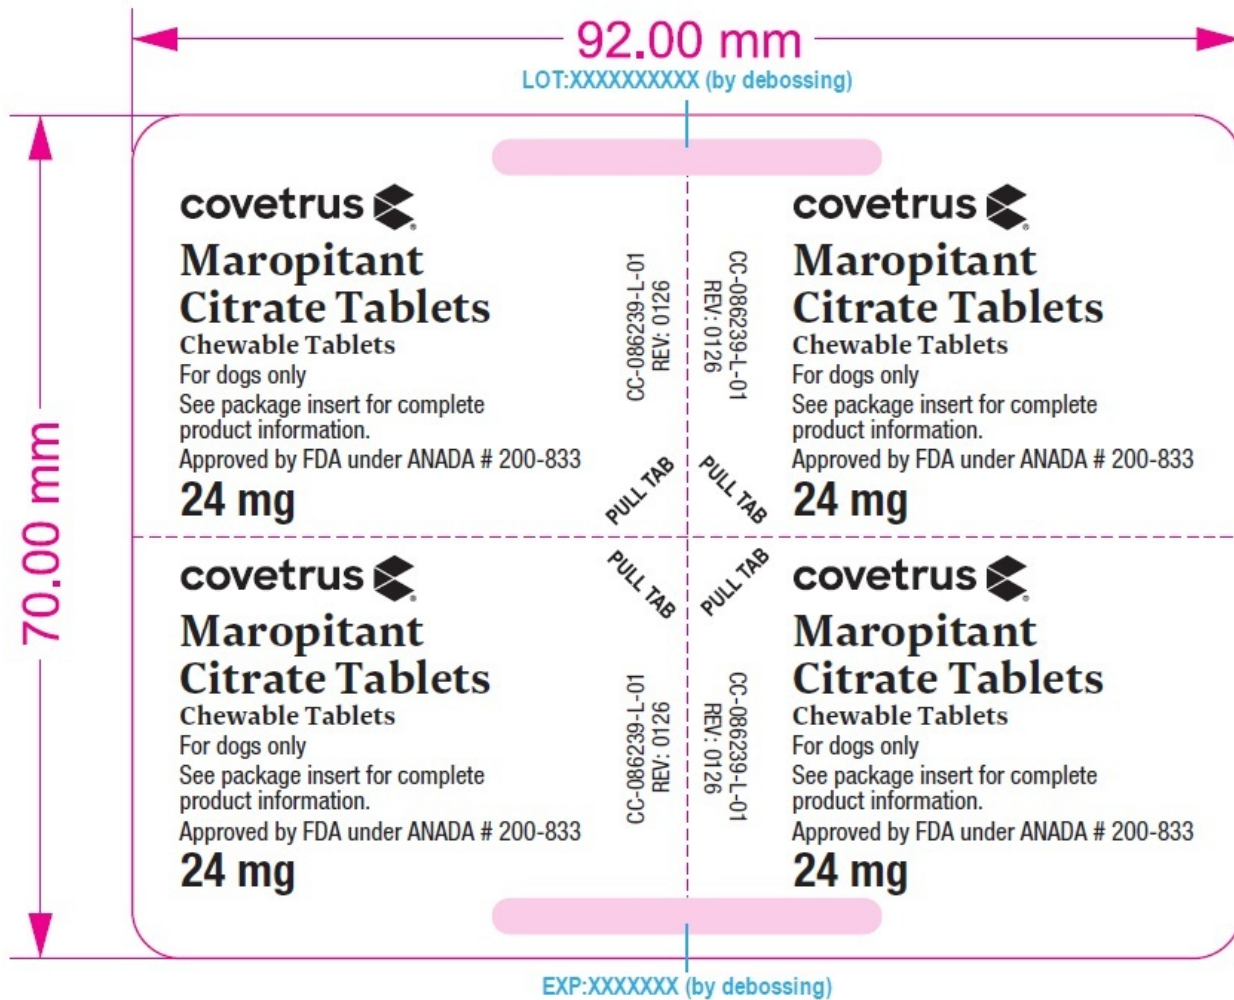 92.00 mm
LOT:XXXXXXXXXX (by debossing)
70.00 mm
covetrus
Maropitant
Citrate Tablets
Chewable Tablets
For dogs only
See package insert for complete
product information.
Approved by FDA under ANADA # 200-833
24 mg
CC-086239-L-01
REV: 0126
PULL TAB
CC-086239-L-01
REV: 0126
PULL TAB
covetrus
Maropitant
Citrate Tablets
Chewable Tablets
For dogs only
See package insert for complete
product information.
Approved by FDA under ANADA # 200-833
24 mg
covetrus
Maropitant
Citrate Tablets
Chewable Tablets
For dogs only
See package insert for complete
product information.
Approved by FDA under ANADA # 200-833
24 mg
PULL TAB
CC-086239-L-01
REV: 0126
PULL TAB
CC-086239-L-01
REV: 0126
covetrus
Maropitant
Citrate Tablets
Chewable Tablets
For dogs only
See package insert for complete
product information.
Approved by FDA under ANADA # 200-833
24 mg
EXP:XXXXXXX (by debossing)